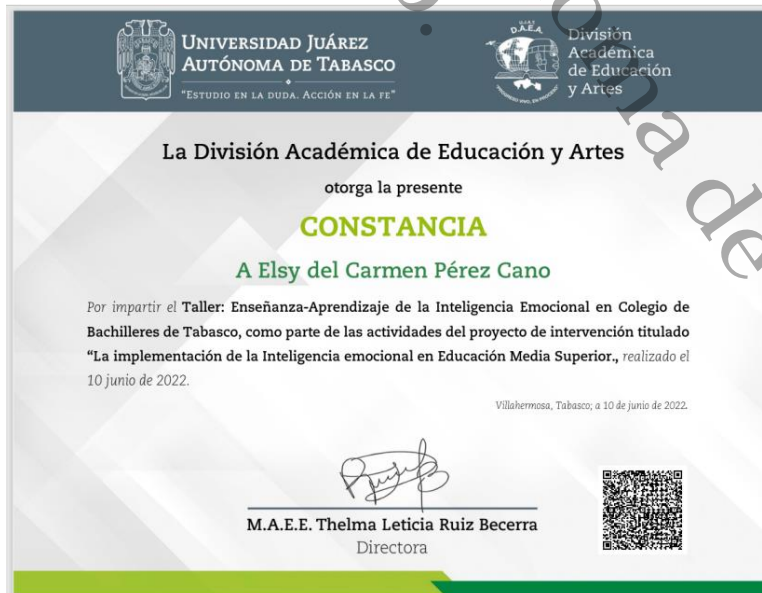 UNIVERSIDAD JUÁREZ
AUTÓNOMA DE TABASCO
"ESTUDIO EN LA DUDA. ACCIÓN EN LA FE"
D.A.E.A.
División
Académica
de Educación
y Artes
oma de
La División Académica de Educación y Artes
otorga la presente
CONSTANCIA
A Elsy del Carmen Pérez Cano
Por impartir el Taller: Enseñanza-Aprendizaje de la Inteligencia Emocional en Colegio de
Bachilleres de Tabasco, como parte de las actividades del proyecto de intervención titulado
“La implementación de la Inteligencia emocional en Educación Media Superior., realizado el
10 junio de 2022.
Villahermosa, Tabasco; a 10 de junio de 2022.
M.A.E.E. Thelma Leticia Ruiz Becerra
Directora